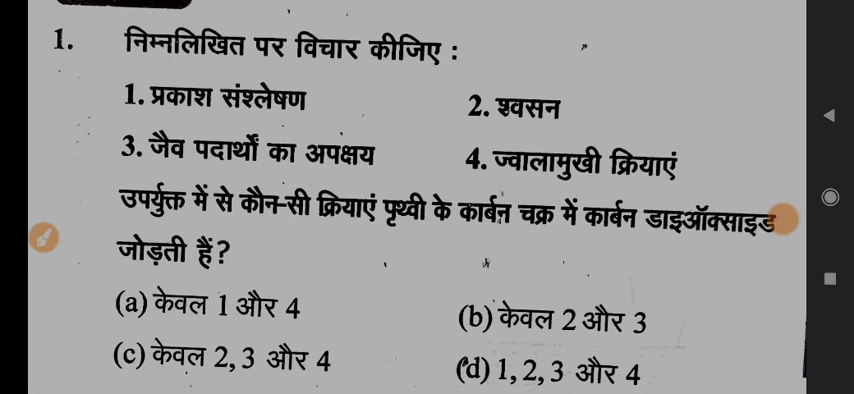 1. निम्नलिखित पर विचार कीजिए :
1. प्रकाश संश्लेषण 2. श्वसन
3. जैव पदार्थों का अपक्षय 4. ज्वालामुखी क्रियाएं
उपर्युक्त में से कौन-सी क्रियाएं पृथ्वी के कार्बन चक्र में कार्बन डाइऑक्साइड
जोड़ती हैं?
(a) केवल 1 और 4 (b) केवल 2 और 3
(c) केवल 2, 3 और 4 (d) 1, 2, 3 और 4